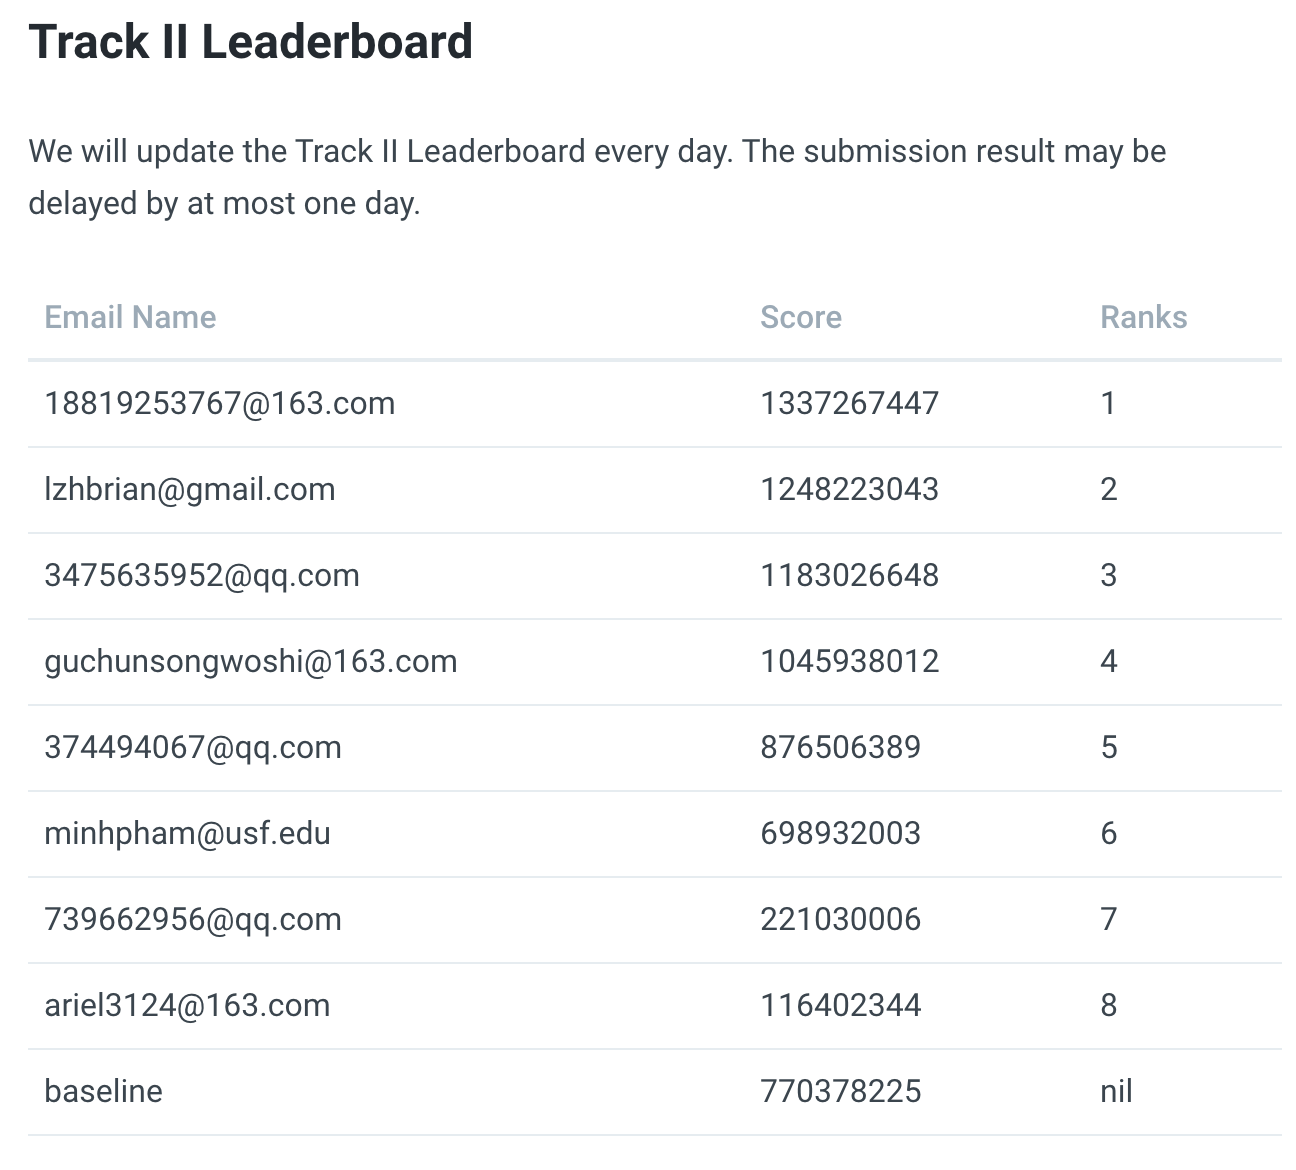 Track II Leaderboard
We will update the Track II Leaderboard every day. The submission result may be
delayed by at most one day.
Email Name Score Ranks
18819253767@163.com 1337267447 1
lzhbrian@gmail.com 1248223043 2
3475635952@qq.com 1183026648 3
guchunsongwoshi@163.com 1045938012 4
374494067@qq.com 876506389 5
minhpham@usf.edu 698932003 6
739662956@qq.com 221030006 7
ariel3124@163.com 116402344 8
baseline 770378225 nil